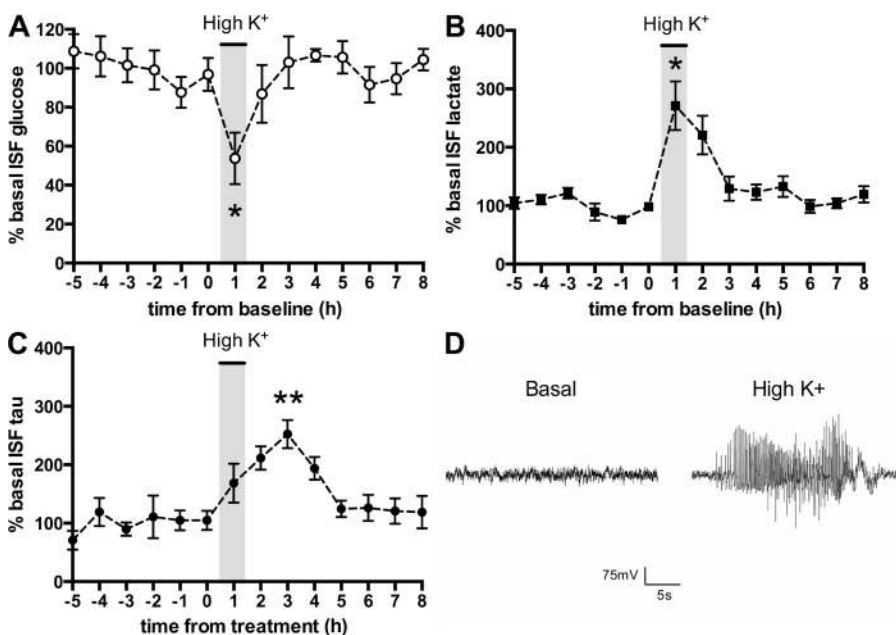 A
High K+
% basal ISF glucose
120
100
80
60
40
20
0
*
-5 -4 -3 -2 -1 0 1 2 3 4 5 6 7 8
time from baseline (h)
B
High K+
% basal ISF lactate
400
300
200
100
0
*
-5 -4 -3 -2 -1 0 1 2 3 4 5 6 7 8
time from baseline (h)
C
High K+
% basal ISF tau
400
300
200
100
0
**
-5 -4 -3 -2 -1 0 1 2 3 4 5 6 7 8
time from treatment (h)
D
Basal High K+
75mV
5s